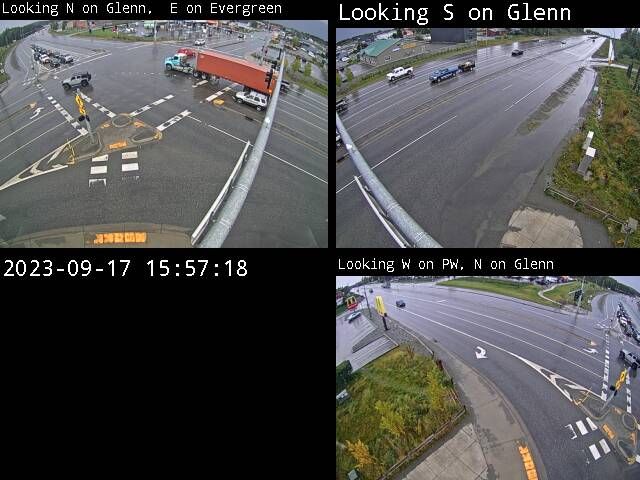 Looking N on Glenn, E on Evergreen
Looking S on Glenn
2023-09-17 15:57:18
Looking W on PW, N on Glenn